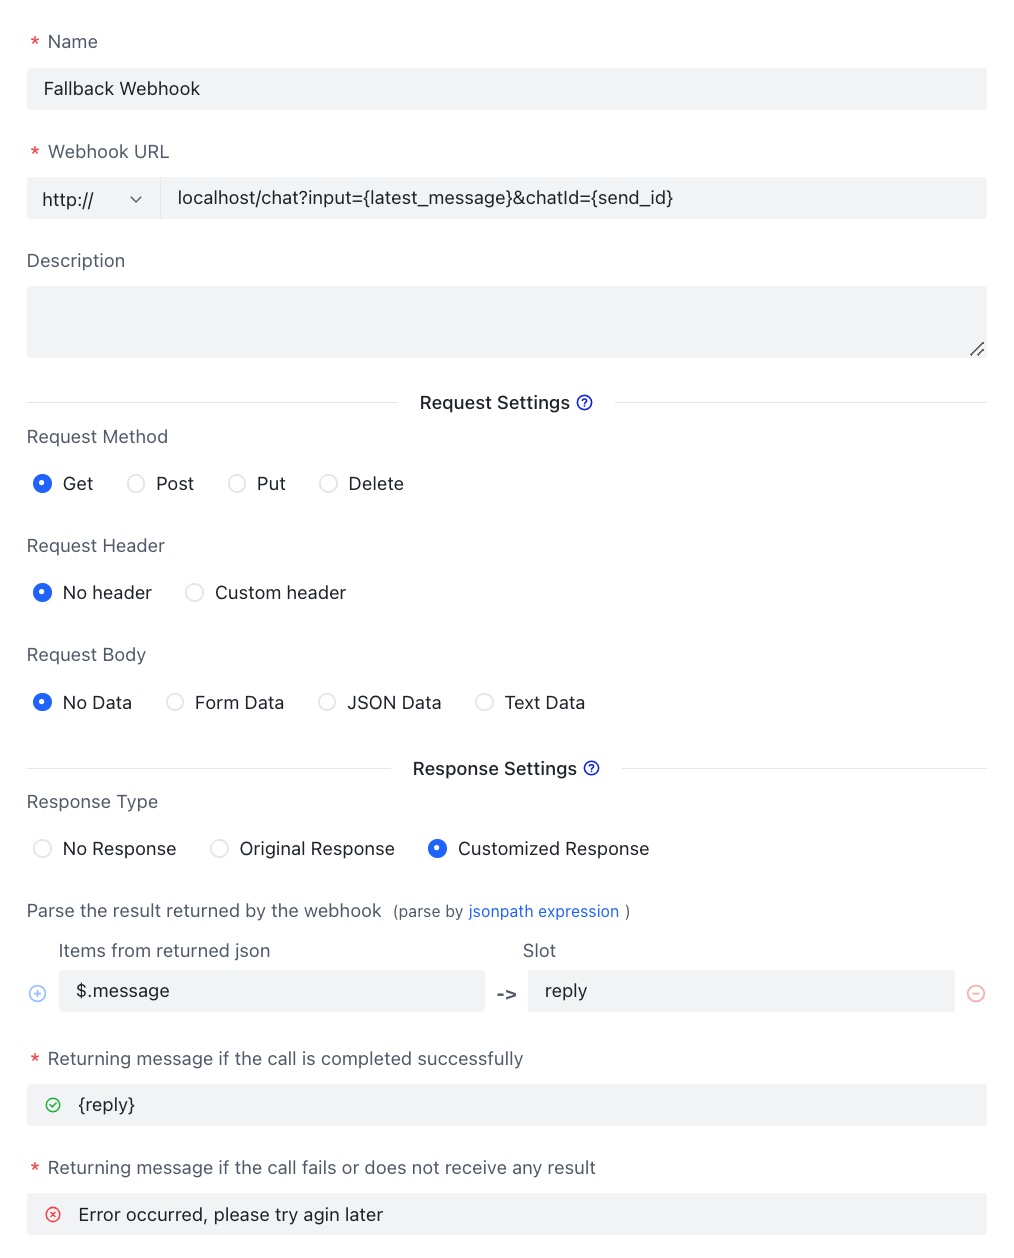 * Name
Fallback Webhook
* Webhook URL
http:// localhost/chat?input={latest_message}&chatId={send_id}
Description
Request Settings
Request Method
Get Post Put Delete
Request Header
No header Custom header
Request Body
No Data Form Data JSON Data Text Data
Response Settings
Response Type
No Response Original Response Customized Response
Parse the result returned by the webhook (parse by jsonpath expression )
Items from returned json Slot
$.message -> reply
* Returning message if the call is completed successfully
{reply}
* Returning message if the call fails or does not receive any result
Error occurred, please try agin later